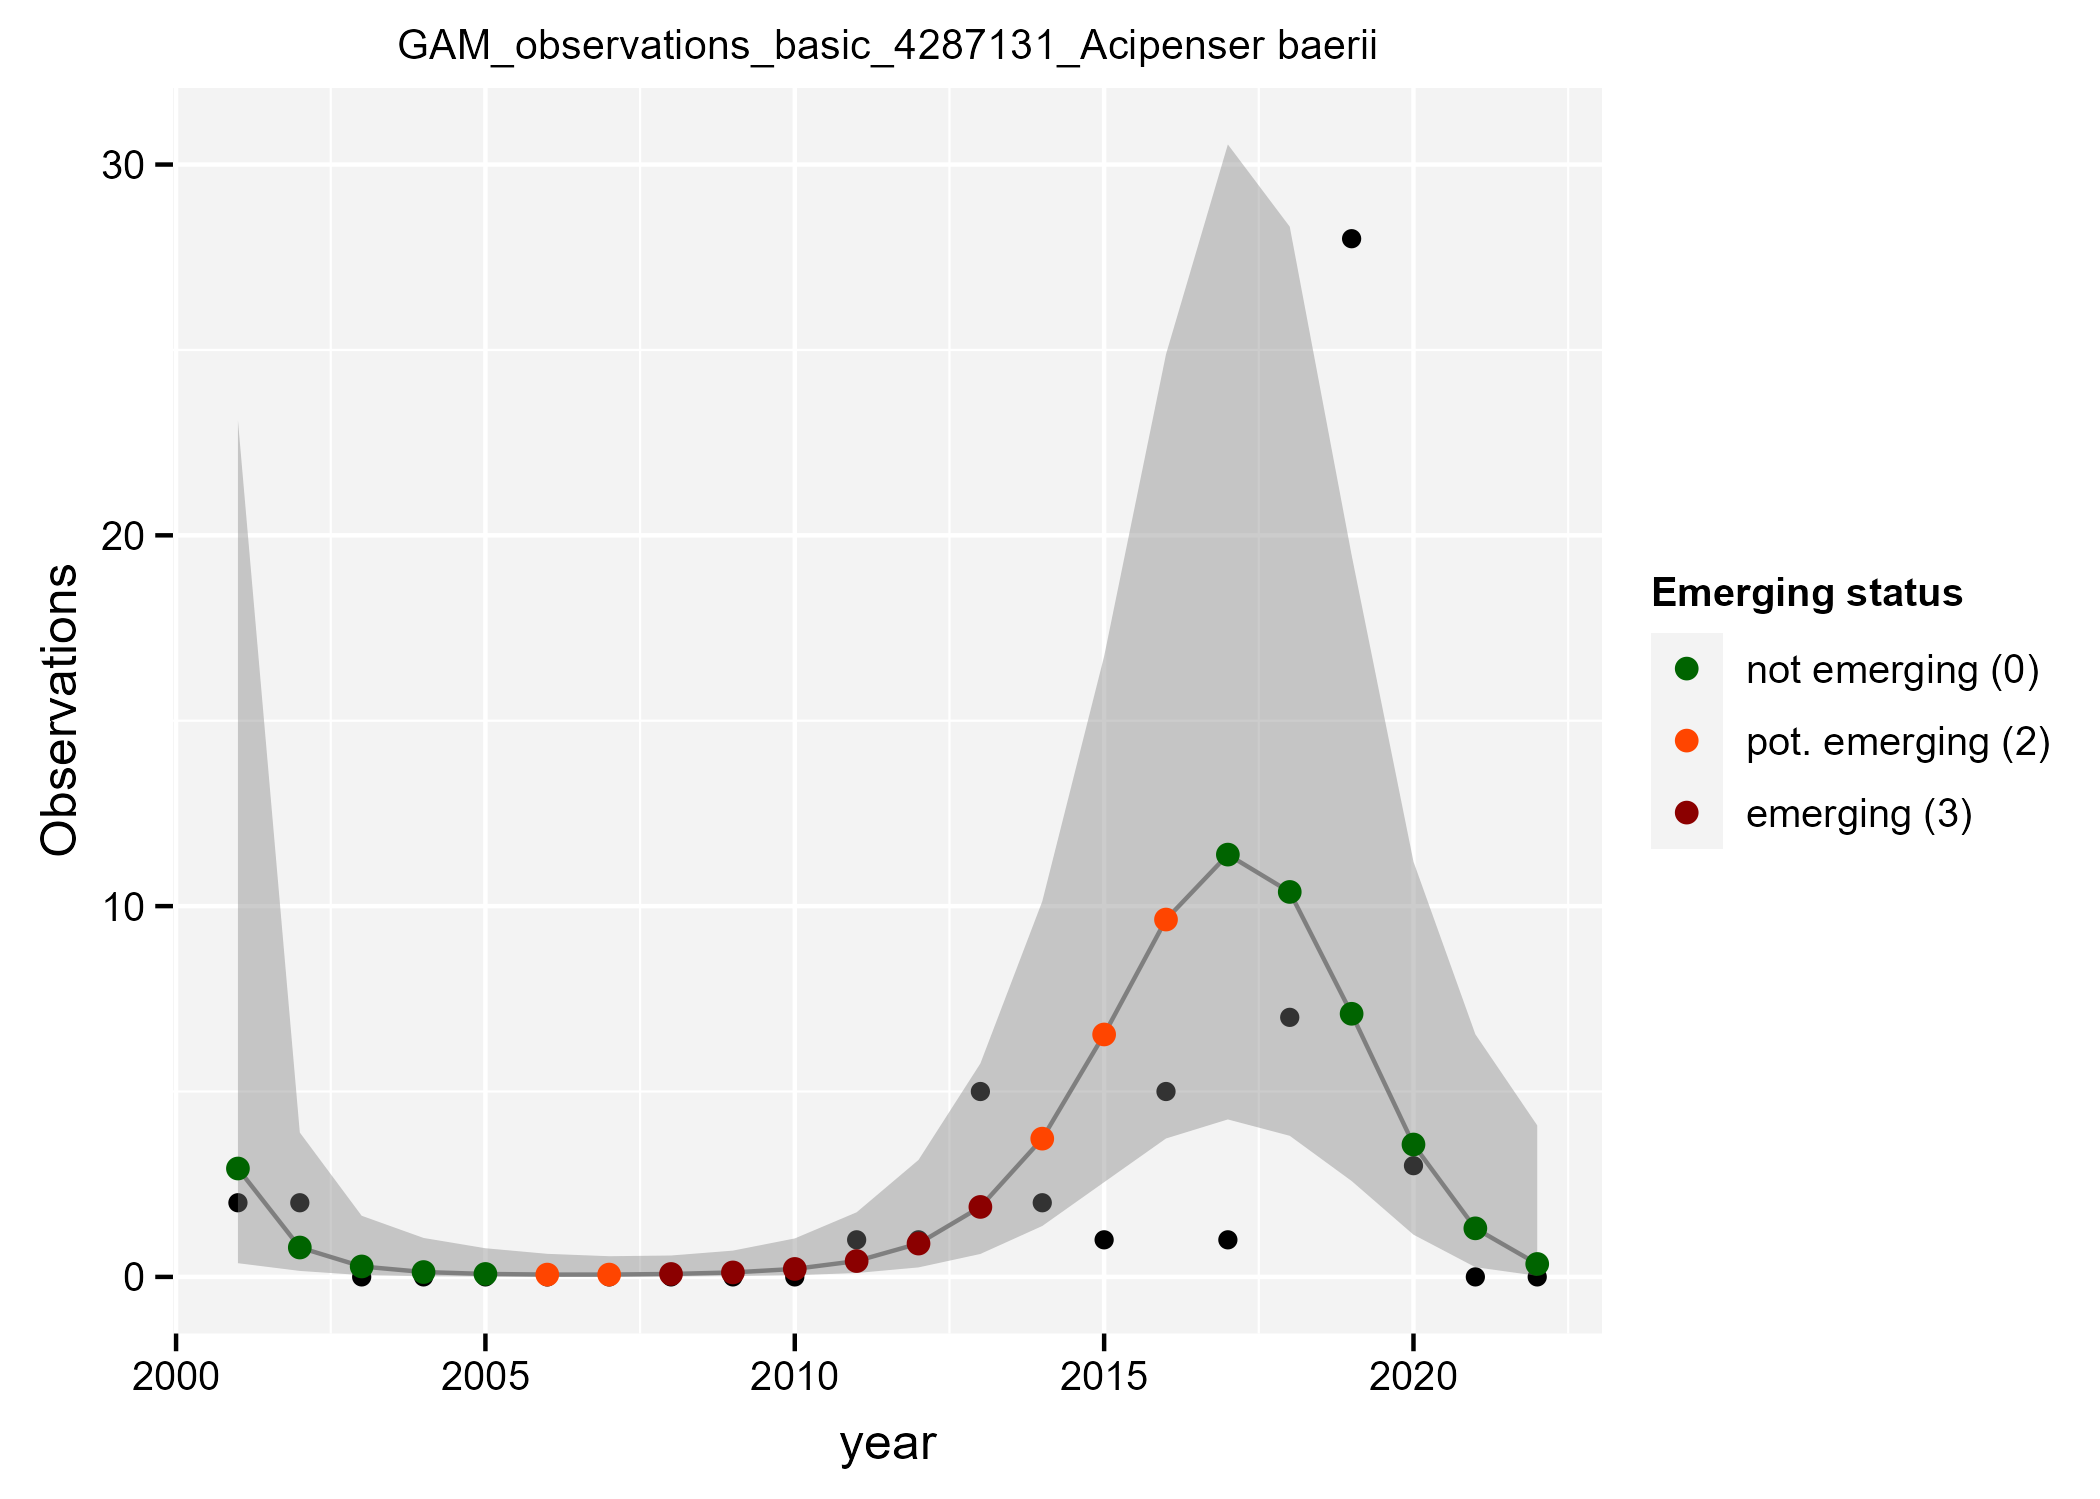 GAM_observations_basic_4287131_Acipenser baerii
30
20
10
0
Observations
2000
2005
2010
2015
2020
year
Emerging status
not emerging (0)
pot. emerging (2)
emerging (3)